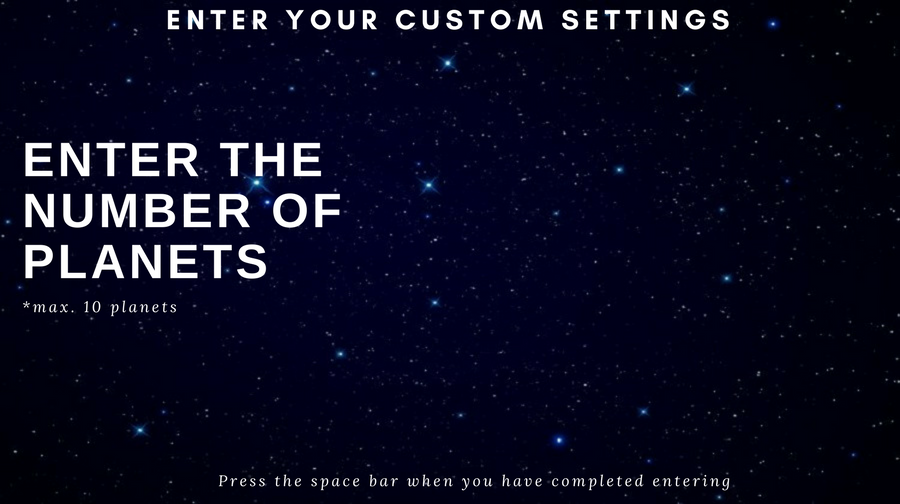 ENTER YOUR CUSTOM SETTINGS
ENTER THE
NUMBER OF
PLANETS
*max. 10 planets
Press the space bar when you have completed entering